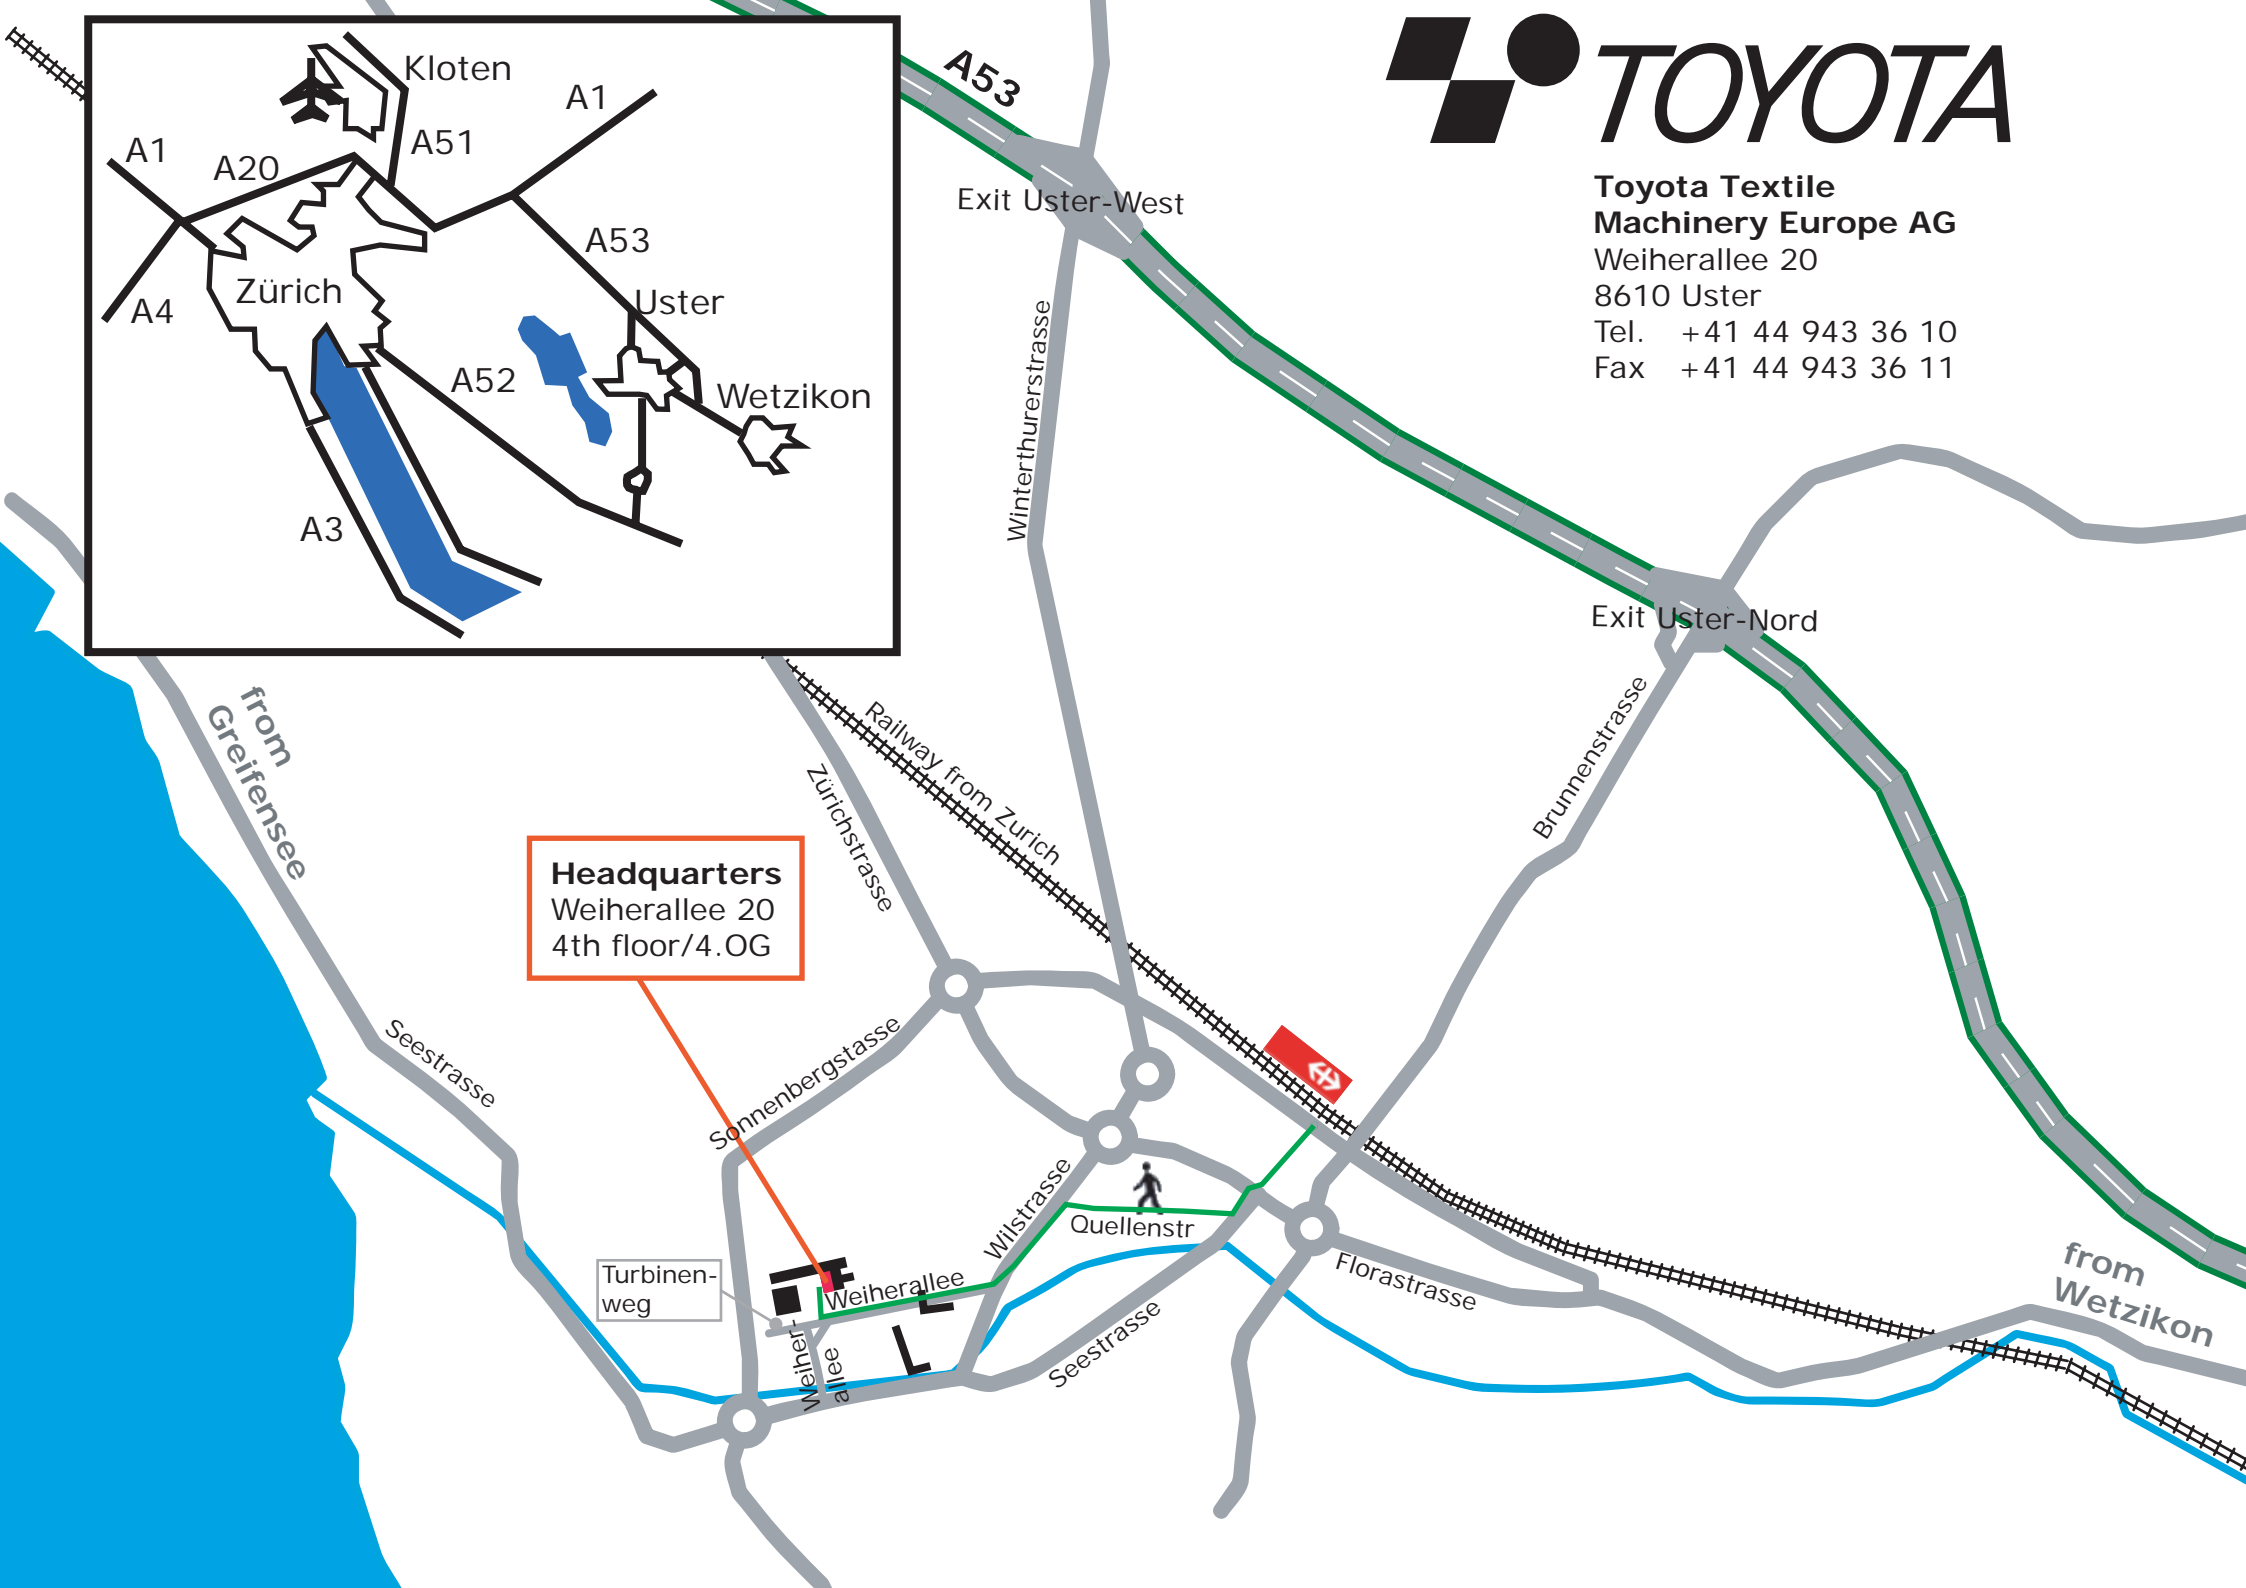 Kloten
A1
A51
A1
A20
A53
Zürich
A4
Uster
A52
Wetzikon
A3
A53
Exit Uster-West
TOYOTA
Toyota Textile
Machinery Europe AG
Weiherallee 20
8610 Uster
Tel. +41 44 943 36 10
Fax +41 44 943 36 11
Winterthurerstrasse
Exit Uster-Nord
Brunnenstrasse
from
Greifensee
Railway from Zurich
Zürichstrasse
Headquarters
Weiherallee 20
4th floor/4.OG
Seestrasse
Sonnenbergstasse
Wilstrasse
Quellenstr
Turbinen-
weg
Weiherallee
Weiher-
allee
Seestrasse
Florastrasse
from
Wetzikon